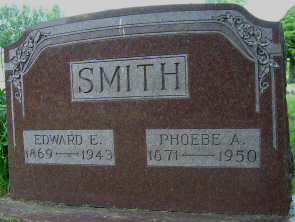 SMITH
EDWARD E. PHOEBE A.
1869—1943 1871—1950